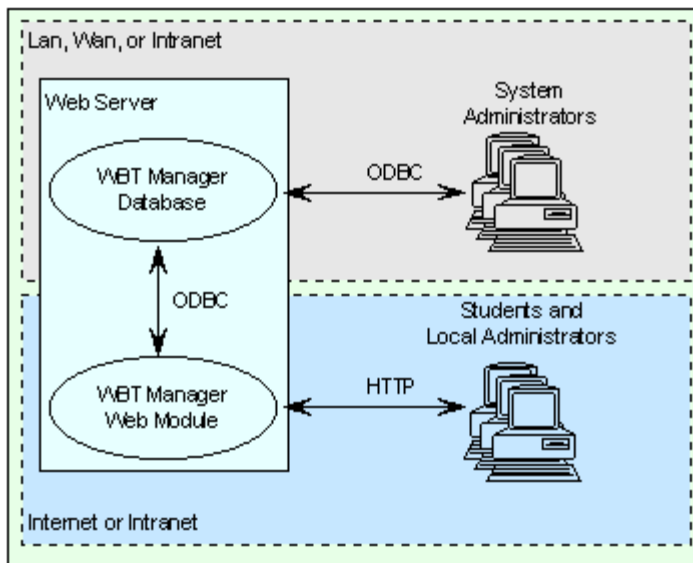 Lan, Wan, or Intranet
Web Server
System
Administrators
WBT Manager
Database
ODBC
ODBC
Students and
Local Administrators
WBT Manager
Web Module
HTTP
Internet or Intranet